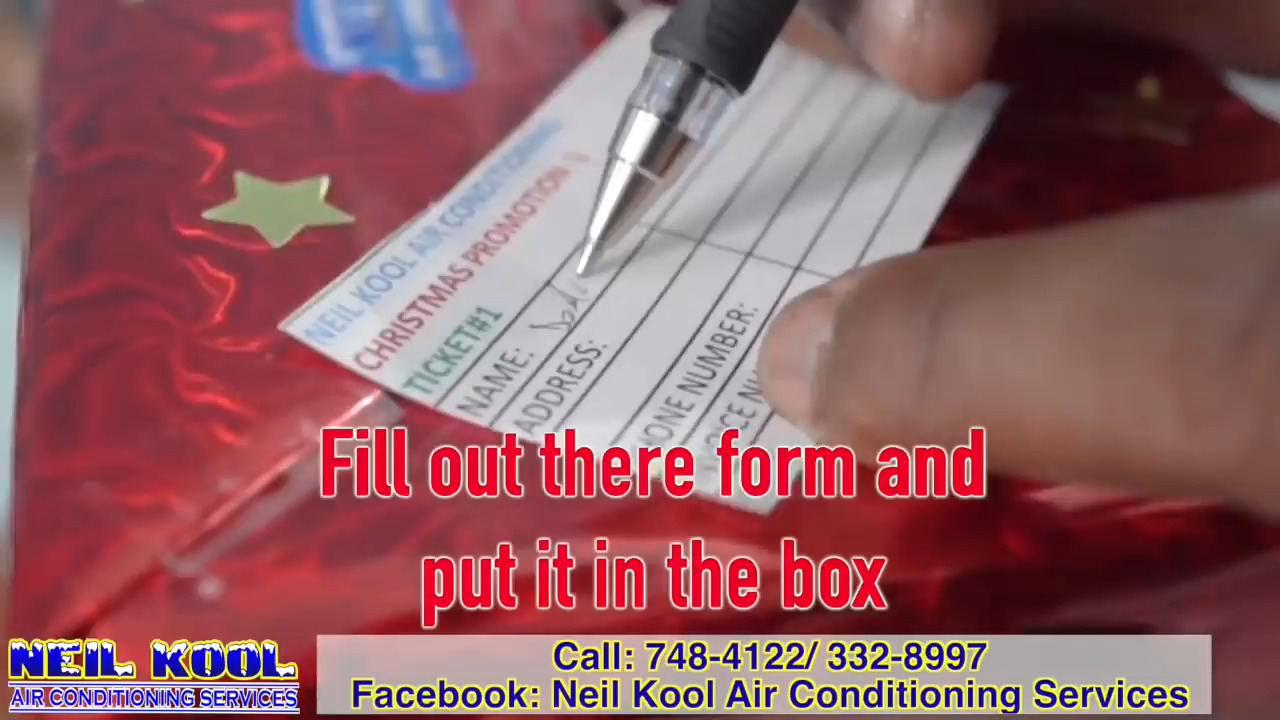 NEIL KOOL AIR CONDITIONING
CHRISTMAS PROMOTION
TICKET#1
NAME:
ADDRESS:
HONE NUMBER:
Fill out there form and
put it in the box
NEIL KOOL
AIR CONDITIONING SERVICES
Call: 748-4122/ 332-8997
Facebook: Neil Kool Air Conditioning Services